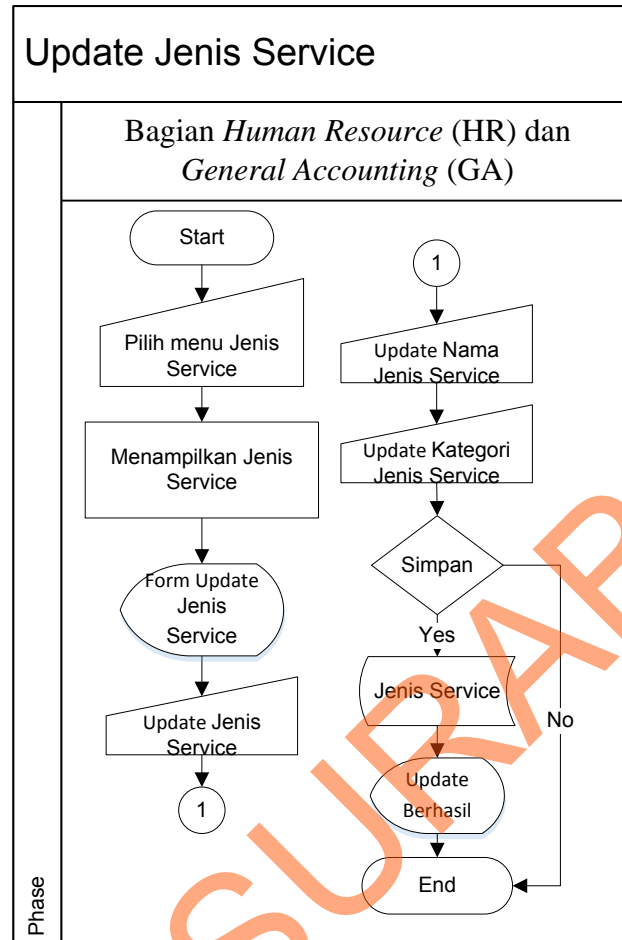 Update Jenis Service
Bagian Human Resource (HR) dan
General Accounting (GA)
Start
Pilih menu Jenis
Service
Menampilkan Jenis
Service
Form Update
Jenis
Service
Update Jenis
Service
1
1
Update Nama
Jenis Service
Update Kategori
Jenis Service
Simpan
Yes
No
Jenis Service
Update
Berhasil
End
Phase
SURAP